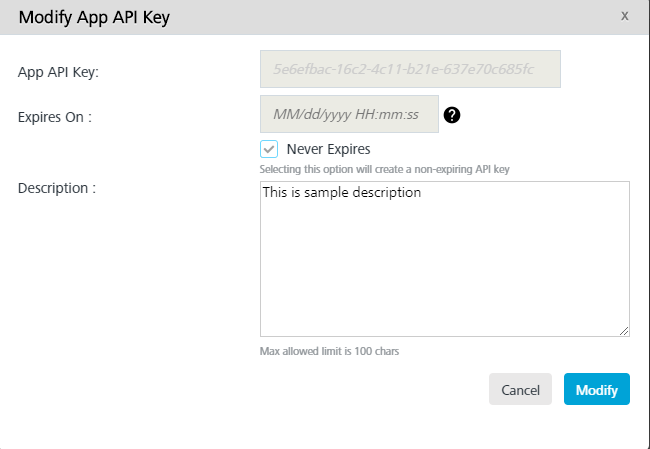 Modify App API Key x
App API Key: 5e6efbac-16c2-4c11-b21e-637e70c685fc
Expires On : MM/dd/yyyy HH:mm:ss ?
Never Expires
Selecting this option will create a non-expiring API key
Description : This is sample description
Max allowed limit is 100 chars
Cancel Modify